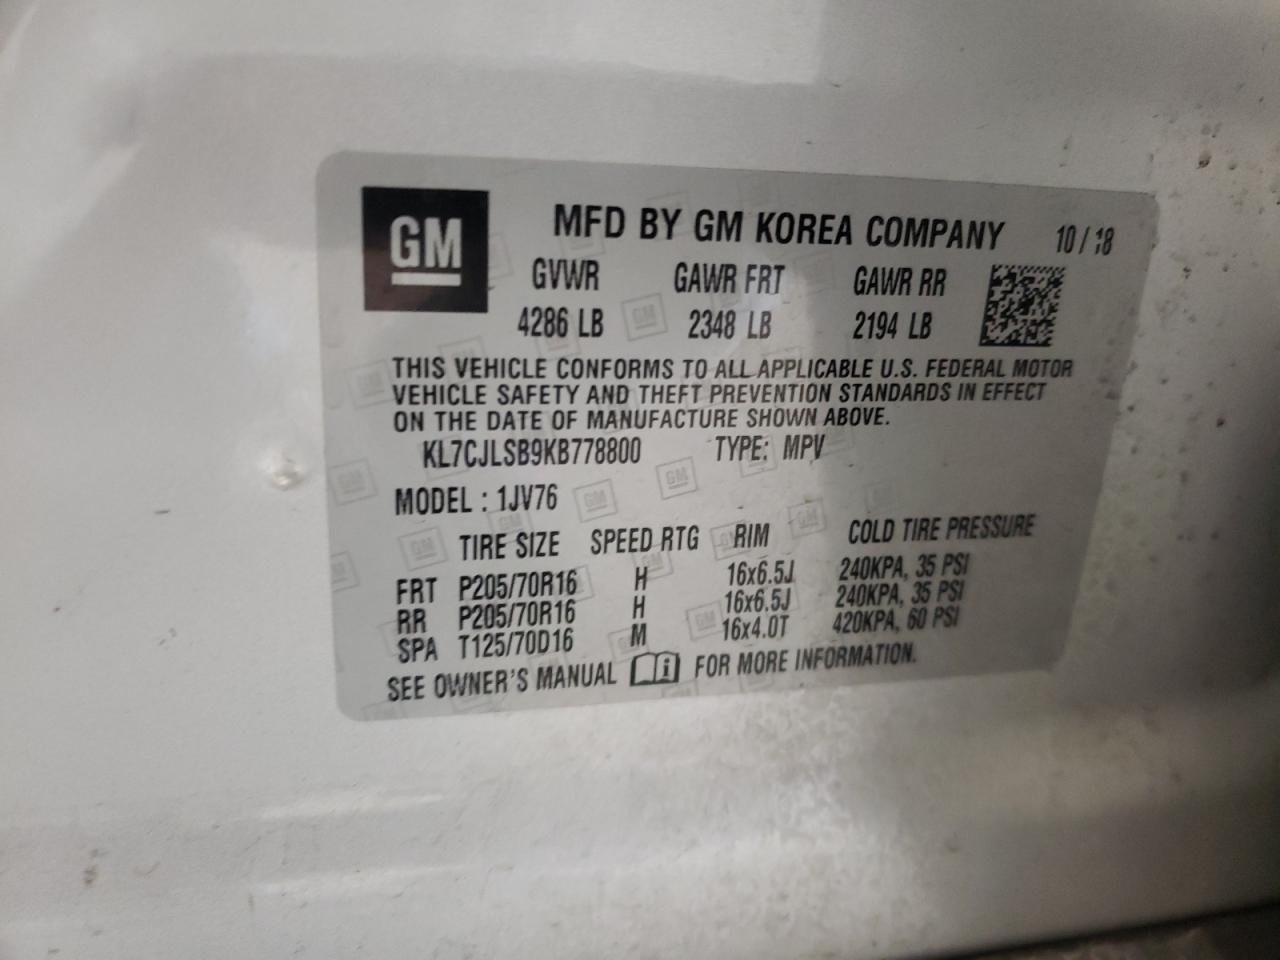 GM
MFD BY GM KOREA COMPANY 10/18
GVWR GAWR FRT GAWR RR
4286 LB 2348 LB 2194 LB
THIS VEHICLE CONFORMS TO ALL APPLICABLE U.S. FEDERAL MOTOR
VEHICLE SAFETY AND THEFT PREVENTION STANDARDS IN EFFECT
ON THE DATE OF MANUFACTURE SHOWN ABOVE.
KL7CJLSB9KB778800 TYPE: MPV
MODEL : 1JV76
TIRE SIZE SPEED RTG RIM COLD TIRE PRESSURE
FRT P205/70R16 H 16x6.5J 240KPA, 35 PSI
RR P205/70R16 H 16x6.5J 240KPA, 35 PSI
SPA T125/70D16 M 16x4.0T 420KPA, 60 PSI
SEE OWNER'S MANUAL i FOR MORE INFORMATION.